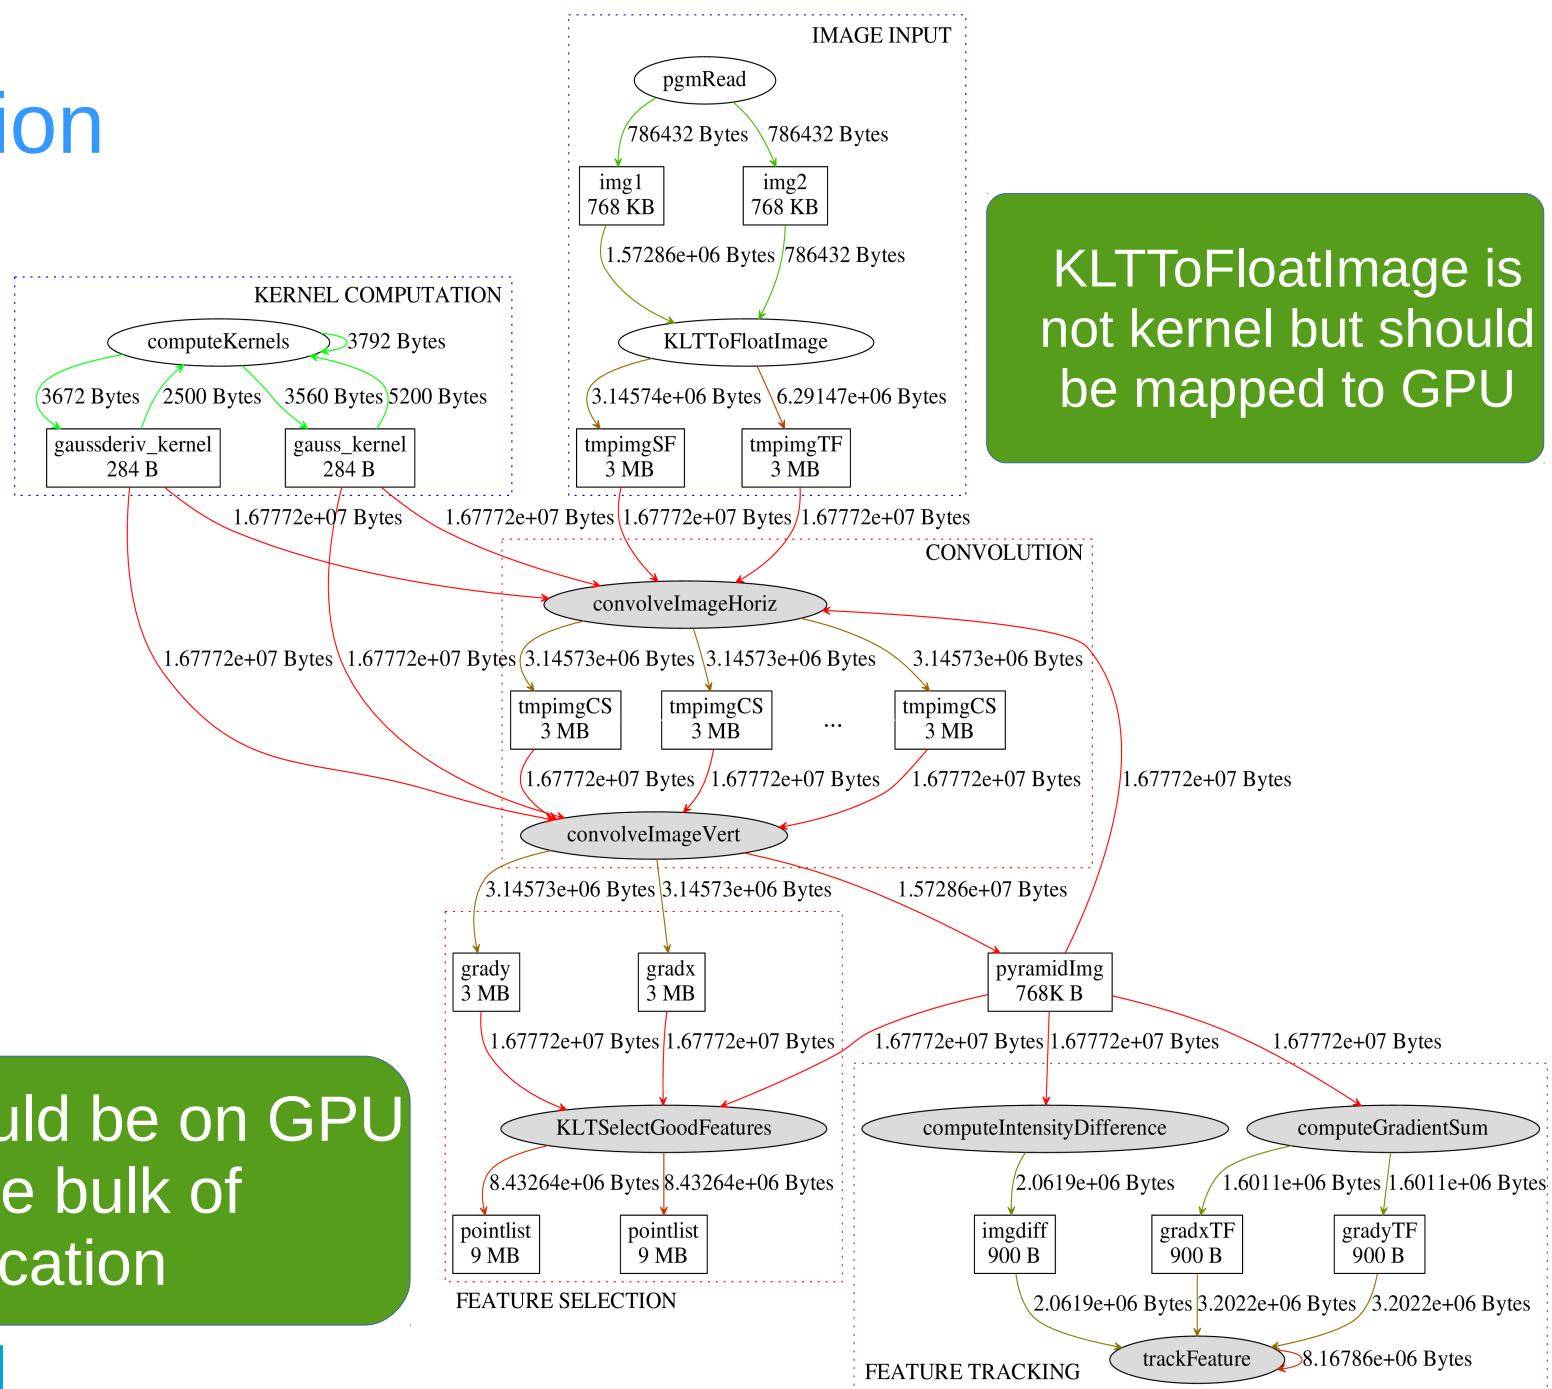 ion
IMAGE INPUT
pgmRead
786432 Bytes 786432 Bytes
img1
768 KB
img2
768 KB
1.57286e+06 Bytes 786432 Bytes
KLTToFloatImage
3.14574e+06 Bytes 6.29147e+06 Bytes
tmpimgSF
3 MB
tmpimgTF
3 MB
KLTToFloatImage is
not kernel but should
be mapped to GPU
KERNEL COMPUTATION
computeKernels
3792 Bytes
3672 Bytes 2500 Bytes 3560 Bytes 5200 Bytes
gaussderiv_kernel
284 B
gauss_kernel
284 B
1.67772e+07 Bytes 1.67772e+07 Bytes 1.67772e+07 Bytes 1.67772e+07 Bytes
CONVOLUTION
convolveImageHoriz
1.67772e+07 Bytes 1.67772e+07 Bytes 3.14573e+06 Bytes 3.14573e+06 Bytes 3.14573e+06 Bytes
tmpimgCS
3 MB
tmpimgCS
3 MB
...
tmpimgCS
3 MB
1.67772e+07 Bytes 1.67772e+07 Bytes 1.67772e+07 Bytes 1.67772e+07 Bytes
convolveImageVert
3.14573e+06 Bytes 3.14573e+06 Bytes 1.57286e+07 Bytes
grady
3 MB
gradx
3 MB
pyramidImg
768K B
1.67772e+07 Bytes 1.67772e+07 Bytes 1.67772e+07 Bytes 1.67772e+07 Bytes 1.67772e+07 Bytes
KLTSelectGoodFeatures
computeIntensityDifference
computeGradientSum
8.43264e+06 Bytes 8.43264e+06 Bytes 2.0619e+06 Bytes 1.6011e+06 Bytes 1.6011e+06 Bytes
pointlist
9 MB
pointlist
9 MB
imgdiff
900 B
gradxTF
900 B
gradyTF
900 B
FEATURE SELECTION
2.0619e+06 Bytes 3.2022e+06 Bytes 3.2022e+06 Bytes
trackFeature
8.16786e+06 Bytes
FEATURE TRACKING
uld be on GPU
e bulk of
cation